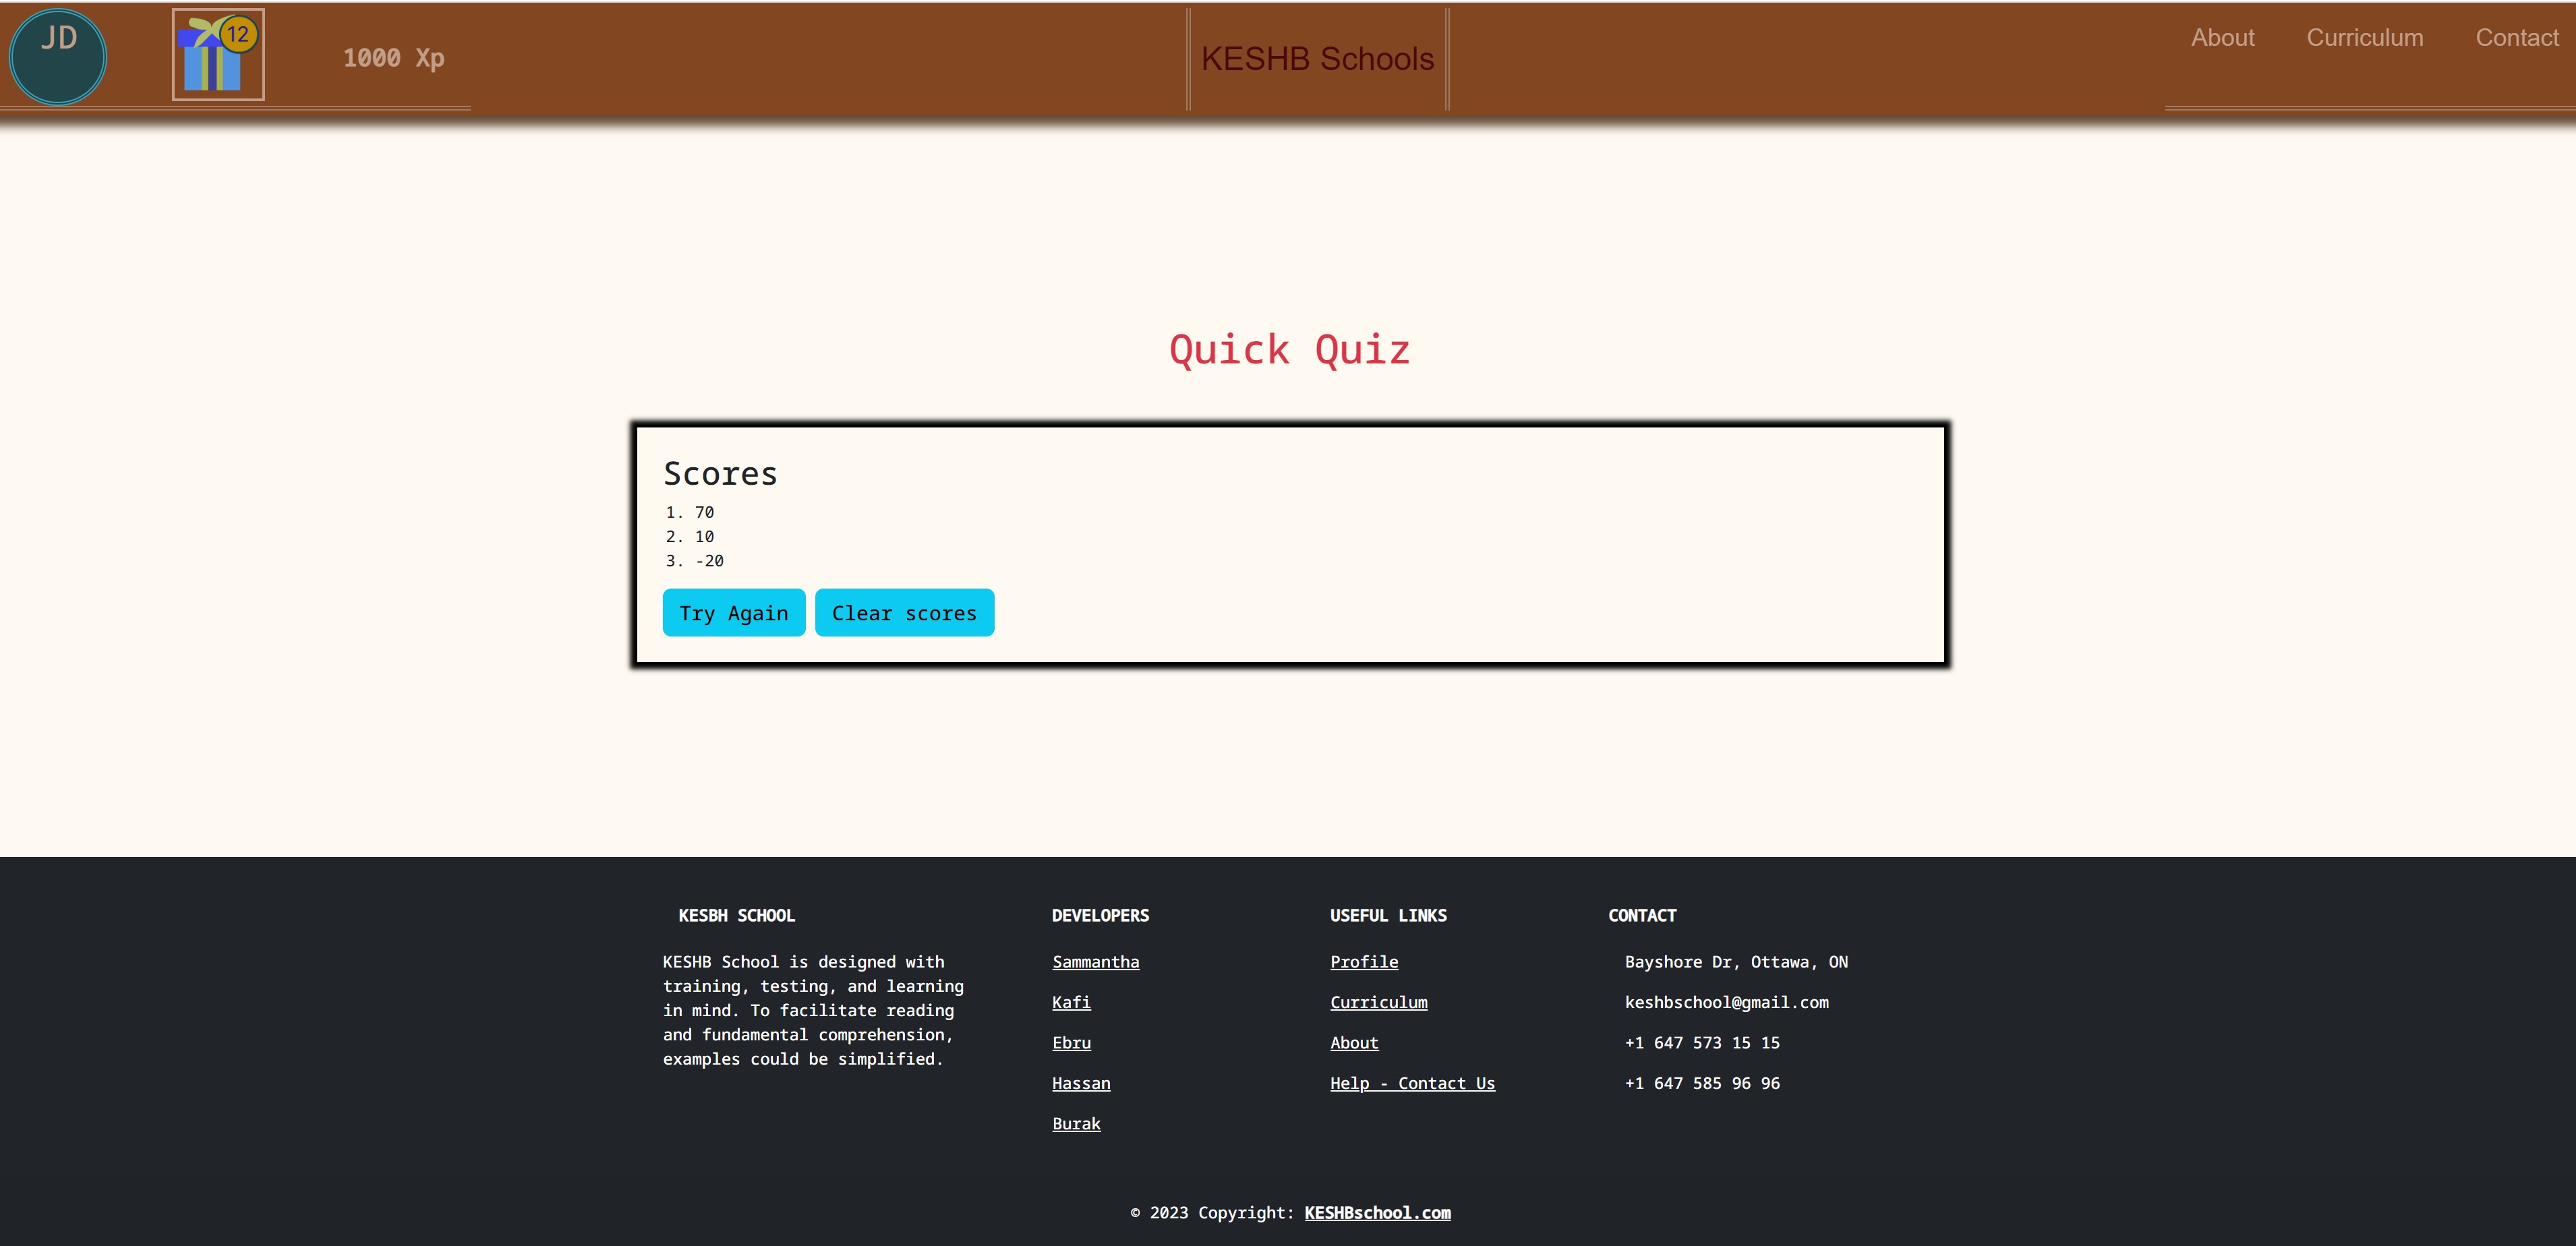 JD
12
1000 Xp
KESHB Schools
About Curriculum Contact
Quick Quiz
Scores
1. 70
2. 10
3. -20
Try Again Clear scores
KESBH SCHOOL
KESHB School is designed with
training, testing, and learning
in mind. To facilitate reading
and fundamental comprehension,
examples could be simplified.
DEVELOPERS
Sammantha
Kafi
Ebru
Hassan
Burak
USEFUL LINKS
Profile
Curriculum
About
Help - Contact Us
CONTACT
Bayshore Dr, Ottawa, ON
keshbschool@gmail.com
+1 647 573 15 15
+1 647 585 96 96
© 2023 Copyright: KESHBschool.com